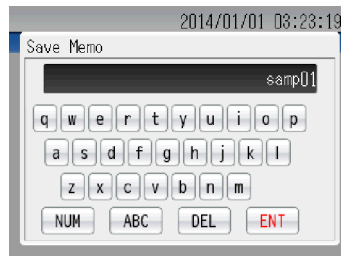 2014/01/01 03:23:19
Save Memo
samp01
q w e r t y u i o p
a s d f g h j k l
z x c v b n m
NUM ABC DEL ENT